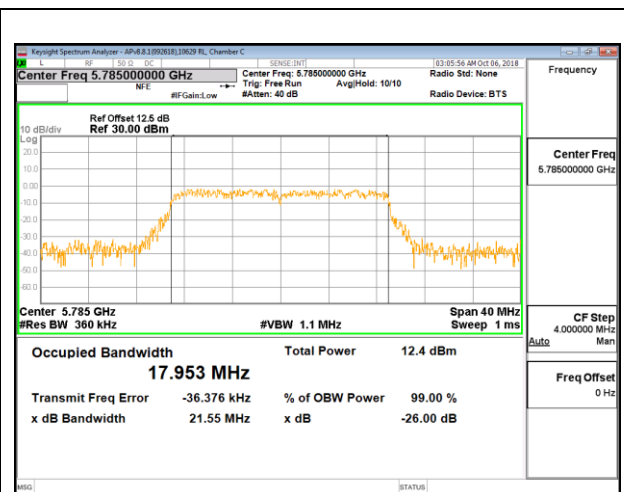 Keysight Spectrum Analyzer - APv8.8.1(092618),10629 RL, Chamber C
L RF 50 Ω DC SENSE:INT 03:05:56 AM Oct 06, 2018
Center Freq 5.785000000 GHz Center Freq: 5.785000000 GHz Radio Std: None Frequency
NFE Trig: Free Run Avg|Hold: 10/10
#IFGain:Low #Atten: 40 dB Radio Device: BTS
Ref Offset 12.5 dB
10 dB/div Ref 30.00 dBm
Log
20.0
10.0
0.00
-10.0
-20.0
-30.0
-40.0
-50.0
-60.0
Center Freq
5.785000000 GHz
Center 5.785 GHz Span 40 MHz
#Res BW 360 kHz #VBW 1.1 MHz Sweep 1 ms
CF Step
4.000000 MHz
Auto Man
Occupied Bandwidth Total Power 12.4 dBm
17.953 MHz
Transmit Freq Error -36.376 kHz % of OBW Power 99.00 %
x dB Bandwidth 21.55 MHz x dB -26.00 dB
Freq Offset
0 Hz
MSG STATUS